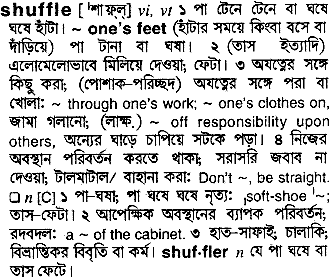 shuffle /[ˈশাফ্‌ল্] vi, vt ১ পা টেনে টেনে বা ঘষে
ঘষে হাঁটা। ~ one's feet (হাঁটার সময়ে কিংবা বসে বা
দাঁড়িয়ে) পা টানা বা ঘষা। ২ (তাস ইত্যাদি)
এলোমেলোভাবে মিলিয়ে দেওয়া; ফেটা। ৩ অযত্নের সঙ্গে
কিছু করা; (পোশাক-পরিচ্ছদ) অযত্নের সঙ্গে পরা বা
খোলা: ~ through one's work; ~ one's clothes on,
জামা গলানো; (লাক্ষ.) ~ off responsibility upon
others, অন্যের ঘাড়ে চাপিয়ে সটকে পড়া। ৪ নিজের
অবস্থান পরিবর্তন করতে থাকা; সরাসরি জবাব না
দেওয়া; টালমাটাল/ বাহানা করা: Don't ~, be straight.
□ n [C] ১ পা-ঘষা; পা ঘষে ঘষে নৃত্য: ˌsoft-shoe ˈ~;
তাস-ফেটা। ২ আপেক্ষিক অবস্থানের ব্যাপক পরিবর্তন;
রদবদল: a ~ of the cabinet. ৩ হাত-সাফাই; চালাকি;
বিভ্রান্তিকর বিবৃতি বা কর্ম। shuf·fler n যে পা ঘষে বা
তাস ফেটে।